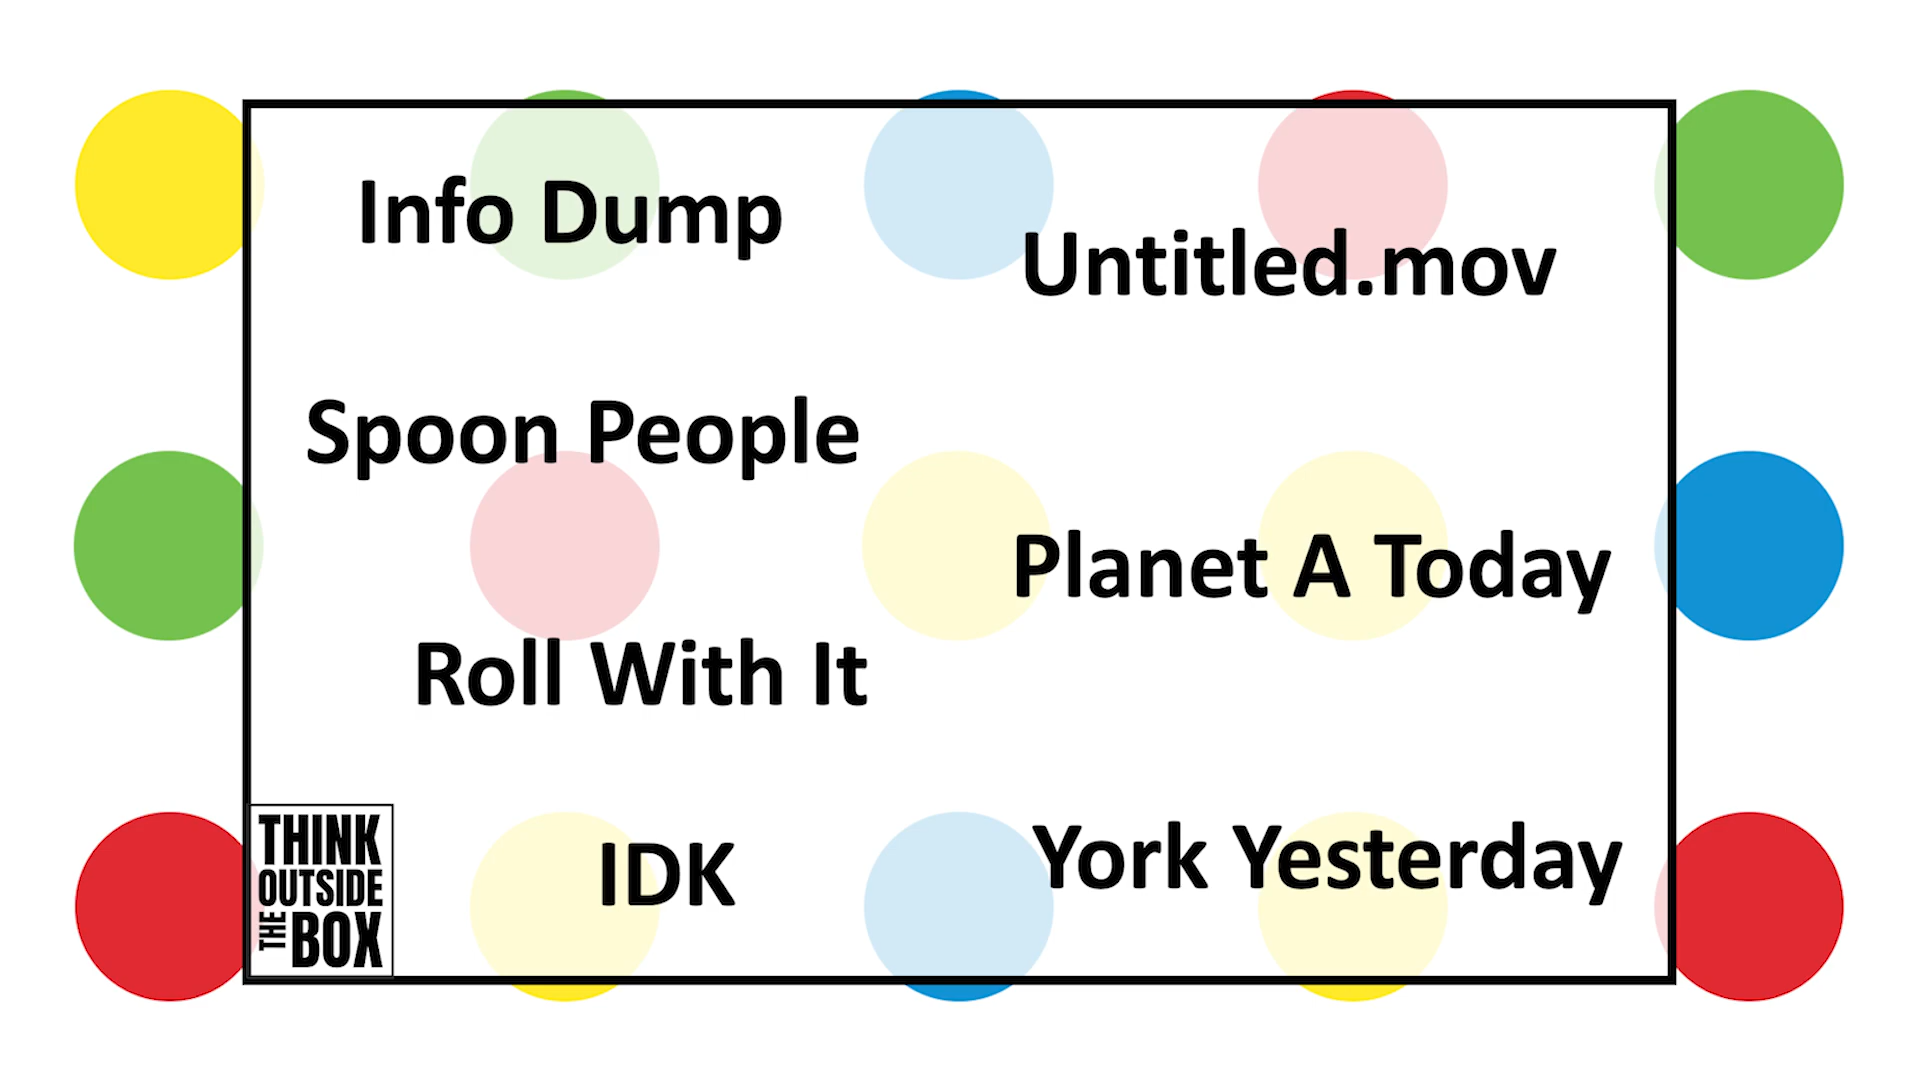 Info Dump
Untitled.mov
Spoon People
Planet A Today
Roll With It
York Yesterday
IDK
THINK
OUTSIDE
THE BOX